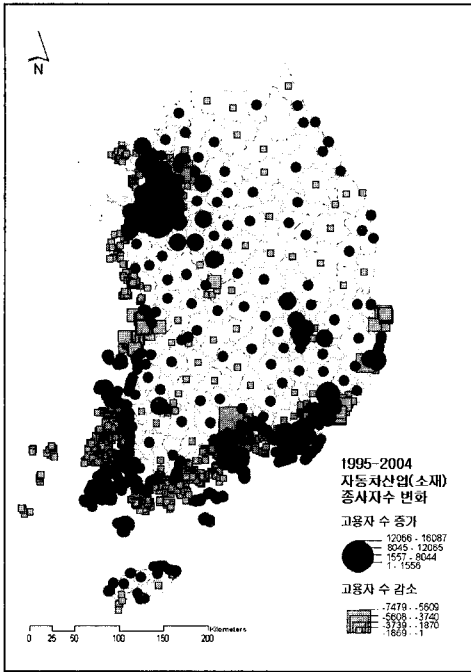 N
1995-2004
자동차산업(소재)
종사자수 변화
고용자 수 증가
12066 - 16087
8045 - 12065
1557 - 8044
1 - 1556
고용자 수 감소
-7479 - -5609
-5608 - -3740
-3739 - -1870
-1869 - -1
Kilometers
0 25 50 100 150 200